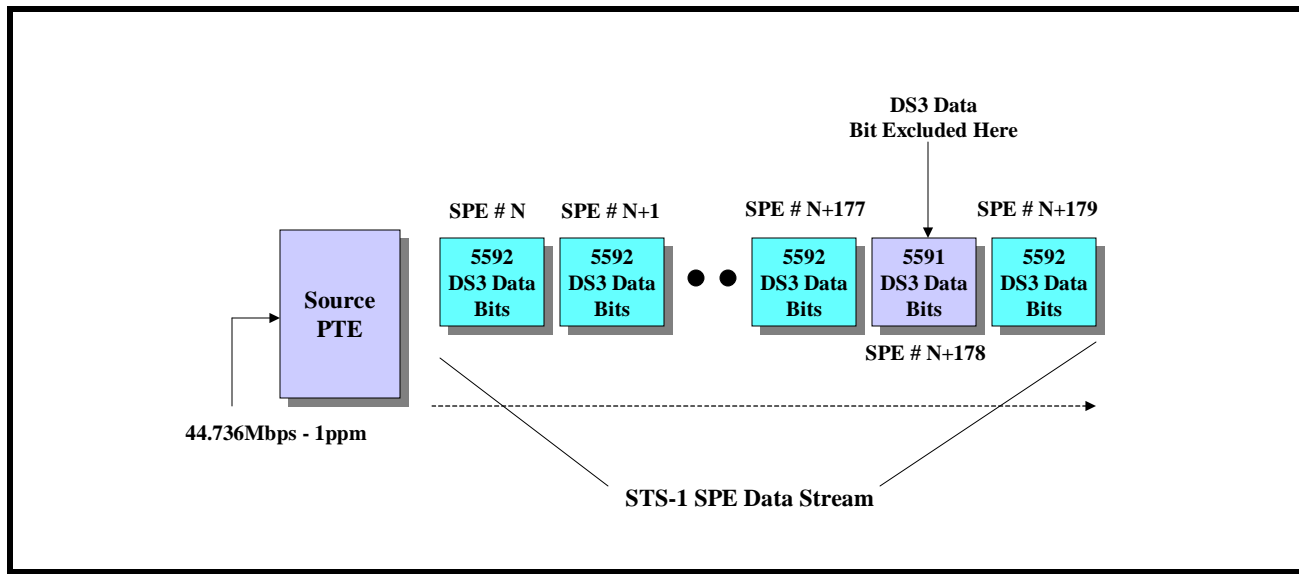 DS3 Data
Bit Excluded Here
SPE # N
SPE # N+1
SPE # N+177
SPE # N+179
Source
PTE
5592
DS3 Data
Bits
5592
DS3 Data
Bits
5592
DS3 Data
Bits
5591
DS3 Data
Bits
5592
DS3 Data
Bits
SPE # N+178
44.736Mbps - 1ppm
STS-1 SPE Data Stream